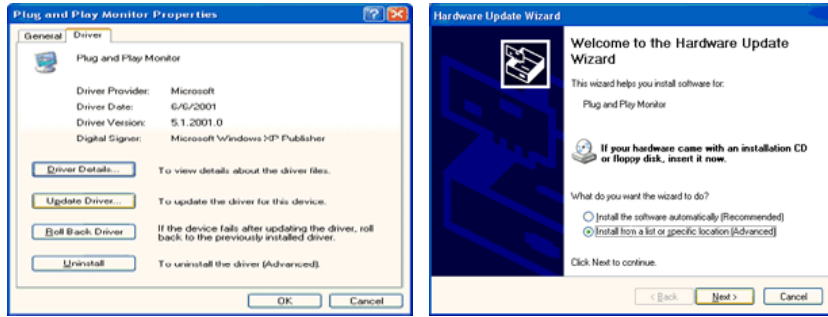 Plug and Play Monitor Properties
General Driver
Plug and Play Monitor
Driver Provider: Microsoft
Driver Date: 6/6/2001
Driver Version: 5.1.2001.0
Digital Signer: Microsoft Windows XP Publisher
Driver Details... To view details about the driver files.
Update Driver... To update the driver for this device.
Roll Back Driver If the device fails after updating the driver, roll
back to the previously installed driver.
Uninstall To uninstall the driver (Advanced).
OK Cancel
Hardware Update Wizard
Welcome to the Hardware Update
Wizard
This wizard helps you install software for:
Plug and Play Monitor
If your hardware came with an installation CD
or floppy disk, insert it now.
What do you want the wizard to do?
Install the software automatically (Recommended)
Install from a list or specific location (Advanced)
Click Next to continue.
< Back Next > Cancel